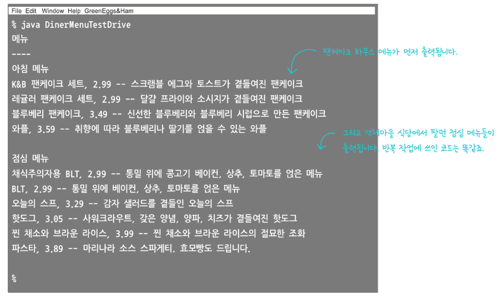 File Edit Window Help GreenEggs&Ham
% java DinerMenuTestDrive
메뉴
----
아침 메뉴
K&B 팬케이크 세트, 2.99 -- 스크램블 에그와 토스트가 곁들여진 팬케이크
레귤러 팬케이크 세트, 2.99 -- 달걀 프라이와 소시지가 곁들여진 팬케이크
블루베리 팬케이크, 3.49 -- 신선한 블루베리와 블루베리 시럽으로 만든 팬케이크
와플, 3.59 -- 취향에 따라 블루베리나 딸기를 얹을 수 있는 와플
점심 메뉴
채식주의자용 BLT, 2.99 -- 통밀 위에 콩고기 베이컨, 상추, 토마토를 얹은 메뉴
BLT, 2.99 -- 통밀 위에 베이컨, 상추, 토마토를 얹은 메뉴
오늘의 스프, 3.29 -- 감자 샐러드를 곁들인 오늘의 스프
핫도그, 3.05 -- 사워크라우트, 갖은 양념, 양파, 치즈가 곁들여진 핫도그
찐 채소와 브라운 라이스, 3.99 -- 찐 채소와 브라운 라이스의 절묘한 조화
파스타, 3.89 -- 마리나라 소스 스파게티. 효모빵도 드립니다.
%
팬케이크 하우스 메뉴가 먼저 출력됩니다.
그리고 객체마을 식당에서 팔던 점심 메뉴들이
출력됩니다. 반복 작업에 쓰인 코드는 똑같죠.